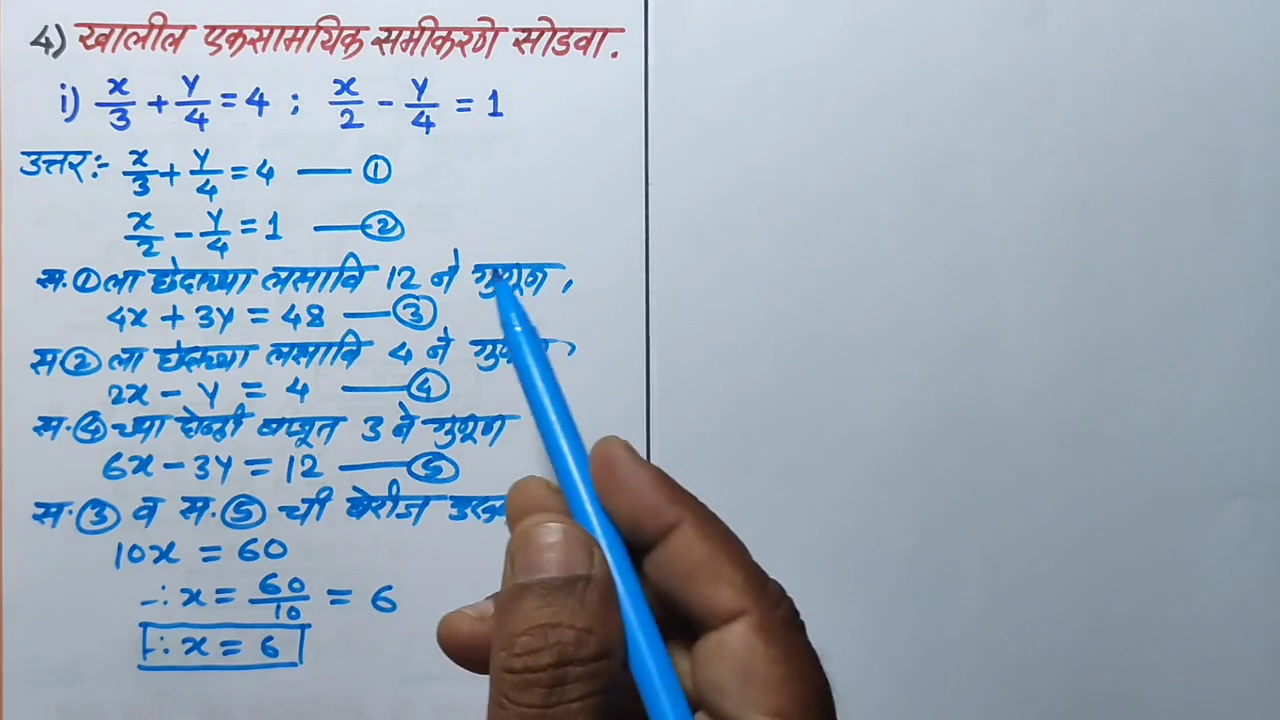 4) खालील एकसामयिक समीकरणे सोडवा.
i) x/3 + y/4 = 4 ; x/2 - y/4 = 1
उत्तर:- x/3 + y/4 = 4 —— ①
x/2 - y/4 = 1 —— ②
स.① ला छेदाच्या लसावि 12 ने गुणून,
4x + 3y = 48 —— ③
स② ला छेदाच्या लसावि 4 ने
2x - y = 4 —— ④
स.④ च्या दोन्ही बाजूस 3 ने गुणून
6x - 3y = 12 —— ⑤
स.③ व स.⑤ ची बेरीज
10x = 60
∴ x = 60/10 = 6
∴ x = 6